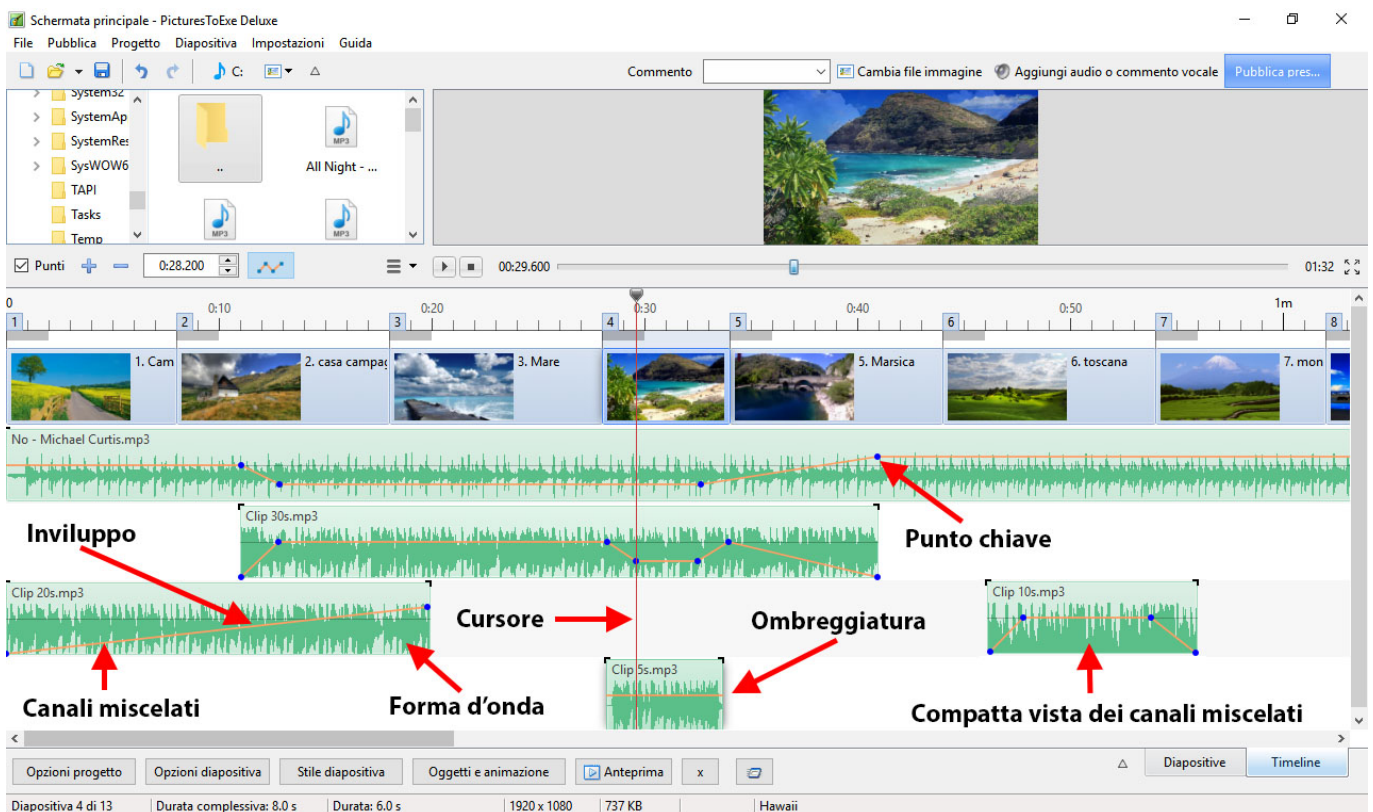 Schermata principale - PicturesToExe Deluxe
File Pubblica Progetto Diapositiva Impostazioni Guida
C: Commento Cambia file immagine Aggiungi audio o commento vocale Pubblica pres...
System32
SystemAp
SystemRes
SysWOW6
TAPI
Tasks
Temp
..
MP3
All Night - ...
MP3
MP3
Punti 0:28.200 00:29.600 01:32
0 0:10 0:20 0:30 0:40 0:50 1m
1 2 3 4 5 6 7 8
1. Cam 2. casa campag 3. Mare 5. Marsica 6. toscana 7. mon
No - Michael Curtis.mp3
Clip 30s.mp3
Inviluppo
Punto chiave
Clip 20s.mp3
Clip 10s.mp3
Cursore
Ombreggiatura
Clip 5s.mp3
Canali miscelati
Forma d'onda
Compatta vista dei canali miscelati
Opzioni progetto Opzioni diapositiva Stile diapositiva Oggetti e animazione Anteprima x Diapositive Timeline
Diapositiva 4 di 13 Durata complessiva: 8.0 s Durata: 6.0 s 1920 x 1080 737 KB Hawaii